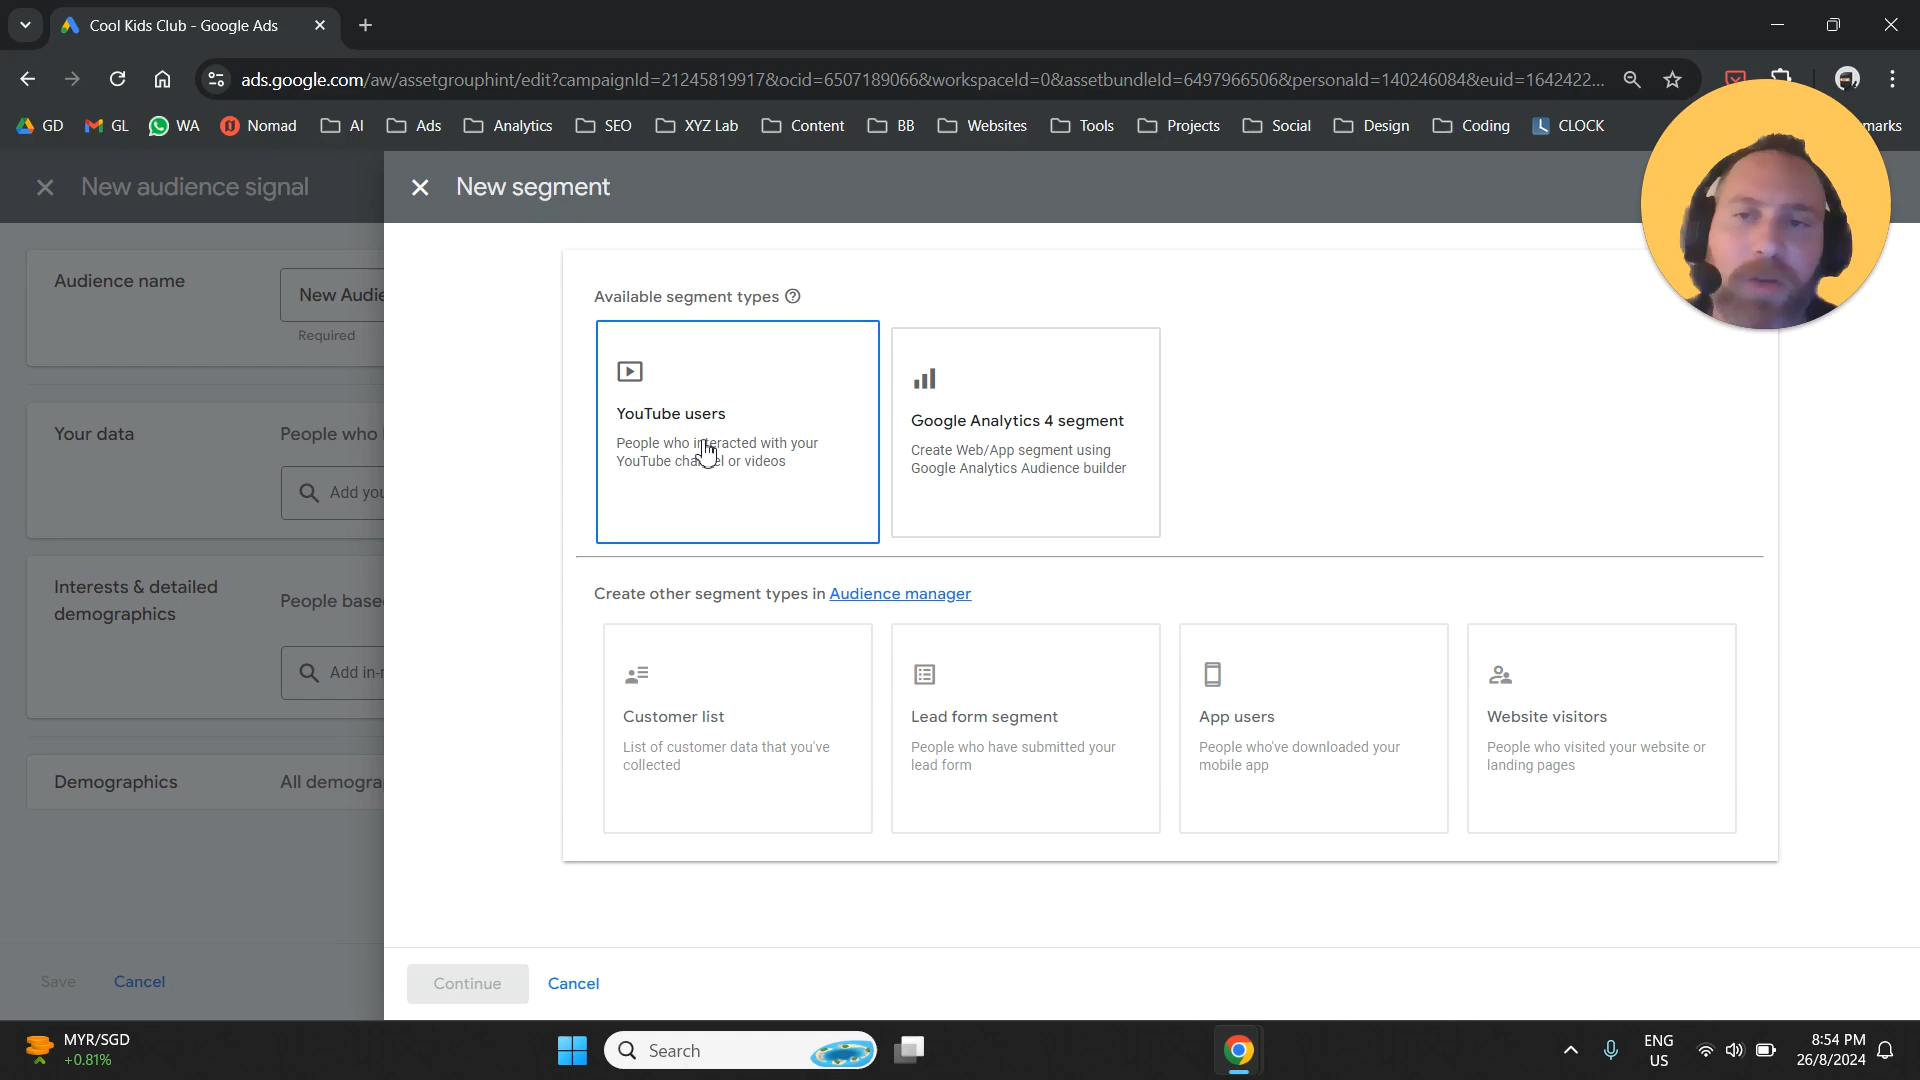 Cool Kids Club - Google Ads
ads.google.com/aw/assetgrouphint/edit?campaignId=21245819917&ocid=6507189066&workspaceId=0&assetbundleId=6497966506&personaId=140246084&euid=1642422...
GD
GL
WA
Nomad
AI
Ads
Analytics
SEO
XYZ Lab
Content
BB
Websites
Tools
Projects
Social
Design
Coding
CLOCK
New audience signal
New segment
Audience name
New Audie
Required
Your data
People who
Add you
Interests & detailed
demographics
People base
Add in-
Demographics
All demogra
Save
Cancel
Available segment types
YouTube users
People who interacted with your
YouTube channel or videos
Google Analytics 4 segment
Create Web/App segment using
Google Analytics Audience builder
Create other segment types in Audience manager
Customer list
List of customer data that you've
collected
Lead form segment
People who have submitted your
lead form
App users
People who've downloaded your
mobile app
Website visitors
People who visited your website or
landing pages
Continue
Cancel
MYR/SGD
+0.81%
Search
ENG
US
8:54 PM
26/8/2024